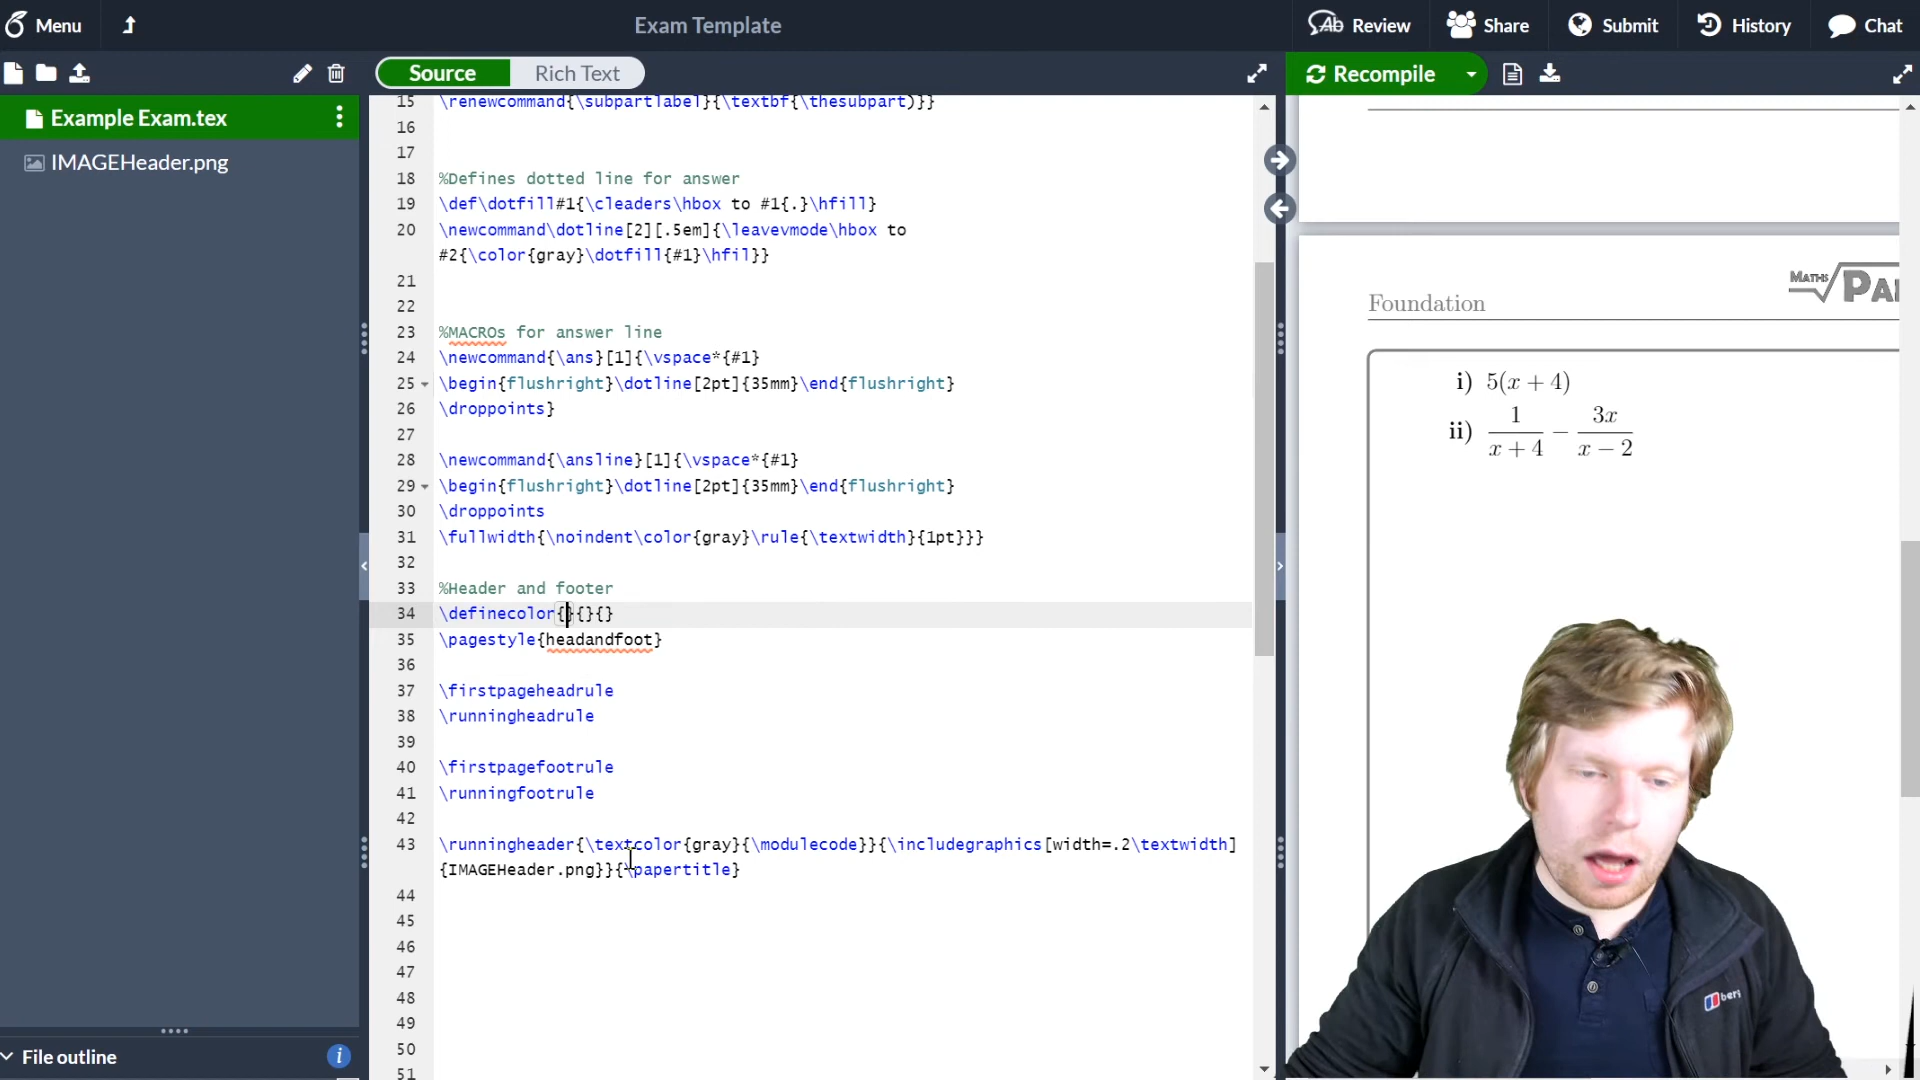 Menu
Exam Template
Review
Share
Submit
History
Chat
Source
Rich Text
Recompile
Example Exam.tex
IMAGEHeader.png
File outline
15 \renewcommand{\subpartlabel}{\textbf{\thesubpart)}}
16
17
18 %Defines dotted line for answer
19 \def\dotfill#1{\cleaders\hbox to #1{.}\hfill}
20 \newcommand\dotline[2][.5em]{\leavevmode\hbox to
#2{\color{gray}\dotfill{#1}\hfil}}
21
22
23 %MACROs for answer line
24 \newcommand{\ans}[1]{\vspace*{#1}
25 \begin{flushright}\dotline[2pt]{35mm}\end{flushright}
26 \droppoints}
27
28 \newcommand{\ansline}[1]{\vspace*{#1}
29 \begin{flushright}\dotline[2pt]{35mm}\end{flushright}
30 \droppoints
31 \fullwidth{\noindent\color{gray}\rule{\textwidth}{1pt}}}
32
33 %Header and footer
34 \definecolor{}{}{}
35 \pagestyle{headandfoot}
36
37 \firstpageheadrule
38 \runningheadrule
39
40 \firstpagefootrule
41 \runningfootrule
42
43 \runningheader{\textcolor{gray}{\modulecode}}{\includegraphics[width=.2\textwidth]
{IMAGEHeader.png}}{\papertitle}
44
45
46
47
48
49
50
51
Foundation
MATHS PA
i) 5(x + 4)
ii) 1/(x + 4) − 3x/(x − 2)
berg